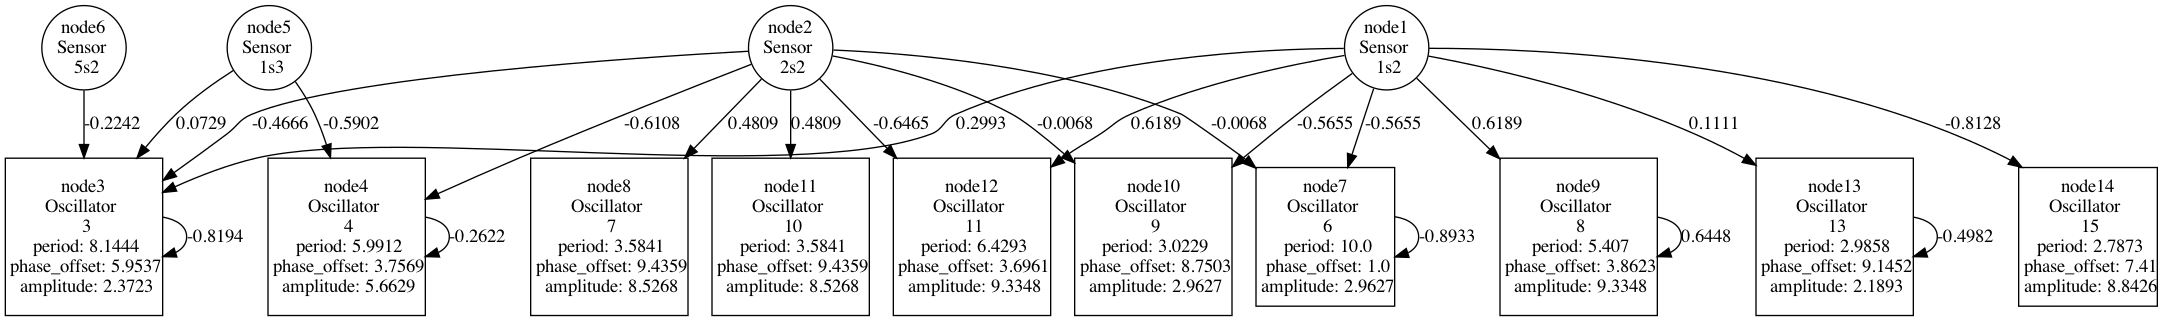 node6
Sensor
5s2
node5
Sensor
1s3
node2
Sensor
2s2
node1
Sensor
1s2
-0.2242
0.0729
-0.4666
-0.5902
-0.6108
0.4809
0.4809
-0.6465
0.2993
-0.0068
0.6189
-0.0068
-0.5655
-0.5655
0.6189
0.1111
-0.8128
node3
Oscillator
3
period: 8.1444
phase_offset: 5.9537
amplitude: 2.3723
-0.8194
node4
Oscillator
4
period: 5.9912
phase_offset: 3.7569
amplitude: 5.6629
-0.2622
node8
Oscillator
7
period: 3.5841
phase_offset: 9.4359
amplitude: 8.5268
node11
Oscillator
10
period: 3.5841
phase_offset: 9.4359
amplitude: 8.5268
node12
Oscillator
11
period: 6.4293
phase_offset: 3.6961
amplitude: 9.3348
node10
Oscillator
9
period: 3.0229
phase_offset: 8.7503
amplitude: 2.9627
node7
Oscillator
6
period: 10.0
phase_offset: 1.0
amplitude: 2.9627
-0.8933
node9
Oscillator
8
period: 5.407
phase_offset: 3.8623
amplitude: 9.3348
0.6448
node13
Oscillator
13
period: 2.9858
phase_offset: 9.1452
amplitude: 2.1893
-0.4982
node14
Oscillator
15
period: 2.7873
phase_offset: 7.41
amplitude: 8.8426